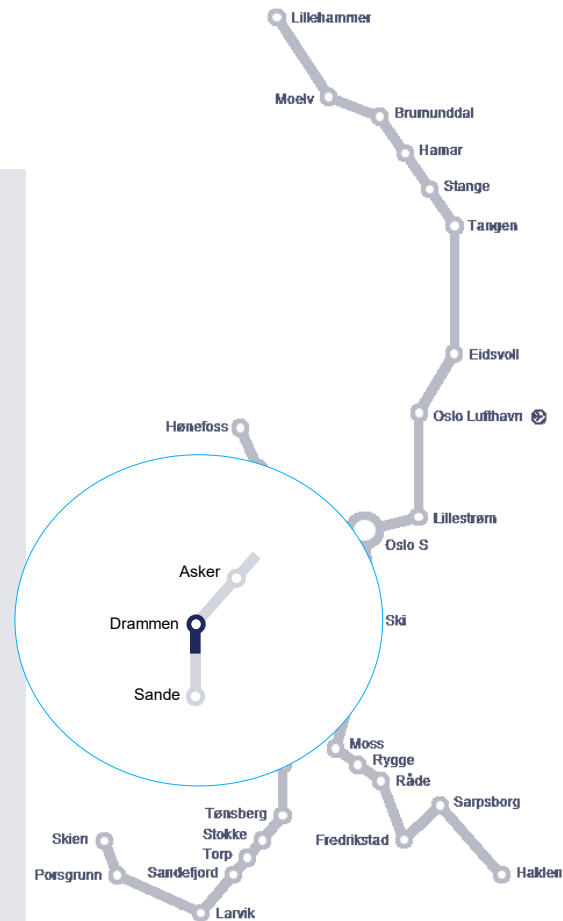 Lillehammer
Moelv
Brumunddal
Hamar
Stange
Tangen
Eidsvoll
Oslo Lufthavn
Hønefoss
Lillestrøm
Oslo S
Asker
Drammen
Ski
Sande
Moss
Rygge
Råde
Sarpsborg
Tønsberg
Stokke
Fredrikstad
Skien
Torp
Porsgrunn
Sandefjord
Halden
Larvik